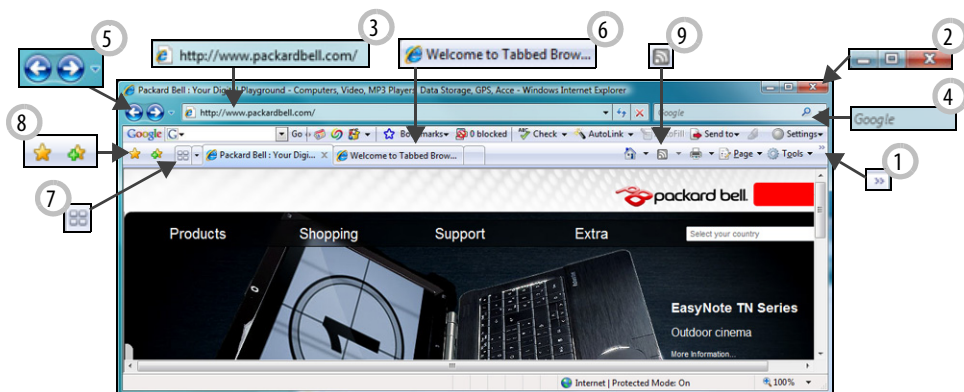 5
3
6
9
2
http://www.packardbell.com/
Welcome to Tabbed Brow...
Packard Bell : Your Digital Playground - Computers, Video, MP3 Players, Data Storage, GPS, Acce - Windows Internet Explorer
http://www.packardbell.com/
Google
4
Google
8
Google G Go Bookmarks 0 blocked Check AutoLink Fill Send to Settings
Packard Bell : Your Digi... X Welcome to Tabbed Brow... Page Tools »
1
»
7
packard bell.
Products Shopping Support Extra Select your country
1
EasyNote TN Series
Outdoor cinema
More Information...
Internet | Protected Mode: On 100%